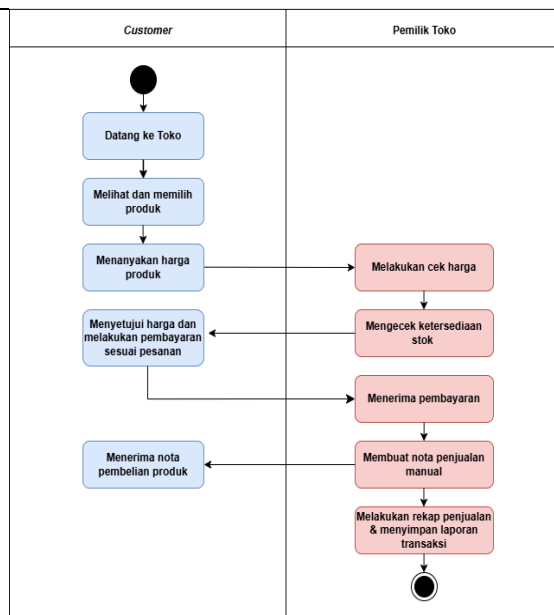 Customer
Pemilik Toko
Datang ke Toko
Melihat dan memilih
produk
Menanyakan harga
produk
Melakukan cek harga
Mengecek ketersediaan
stok
Menyetujui harga dan
melakukan pembayaran
sesuai pesanan
Menerima pembayaran
Membuat nota penjualan
manual
Menerima nota
pembelian produk
Melakukan rekap penjualan
& menyimpan laporan
transaksi